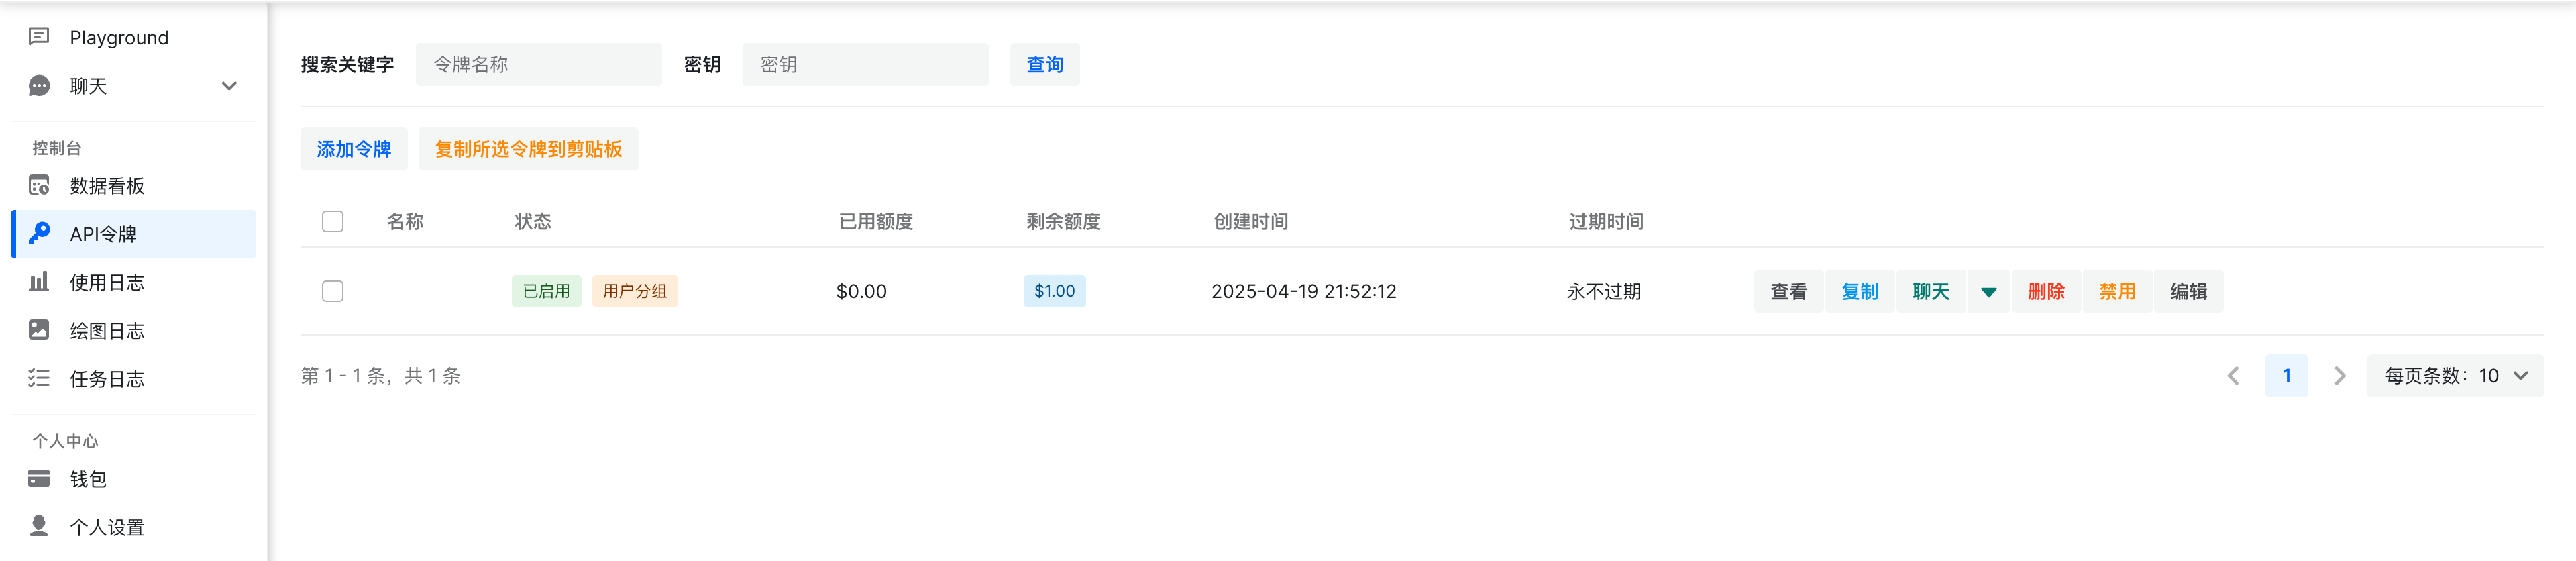 Playground
聊天
控制台
数据看板
API令牌
使用日志
绘图日志
任务日志
个人中心
钱包
个人设置
搜索关键字 令牌名称 密钥 密钥 查询
添加令牌 复制所选令牌到剪贴板
名称 状态 已用额度 剩余额度 创建时间 过期时间
已启用 用户分组 $0.00 $1.00 2025-04-19 21:52:12 永不过期 查看 复制 聊天 删除 禁用 编辑
第 1 - 1 条，共 1 条 1 每页条数：10